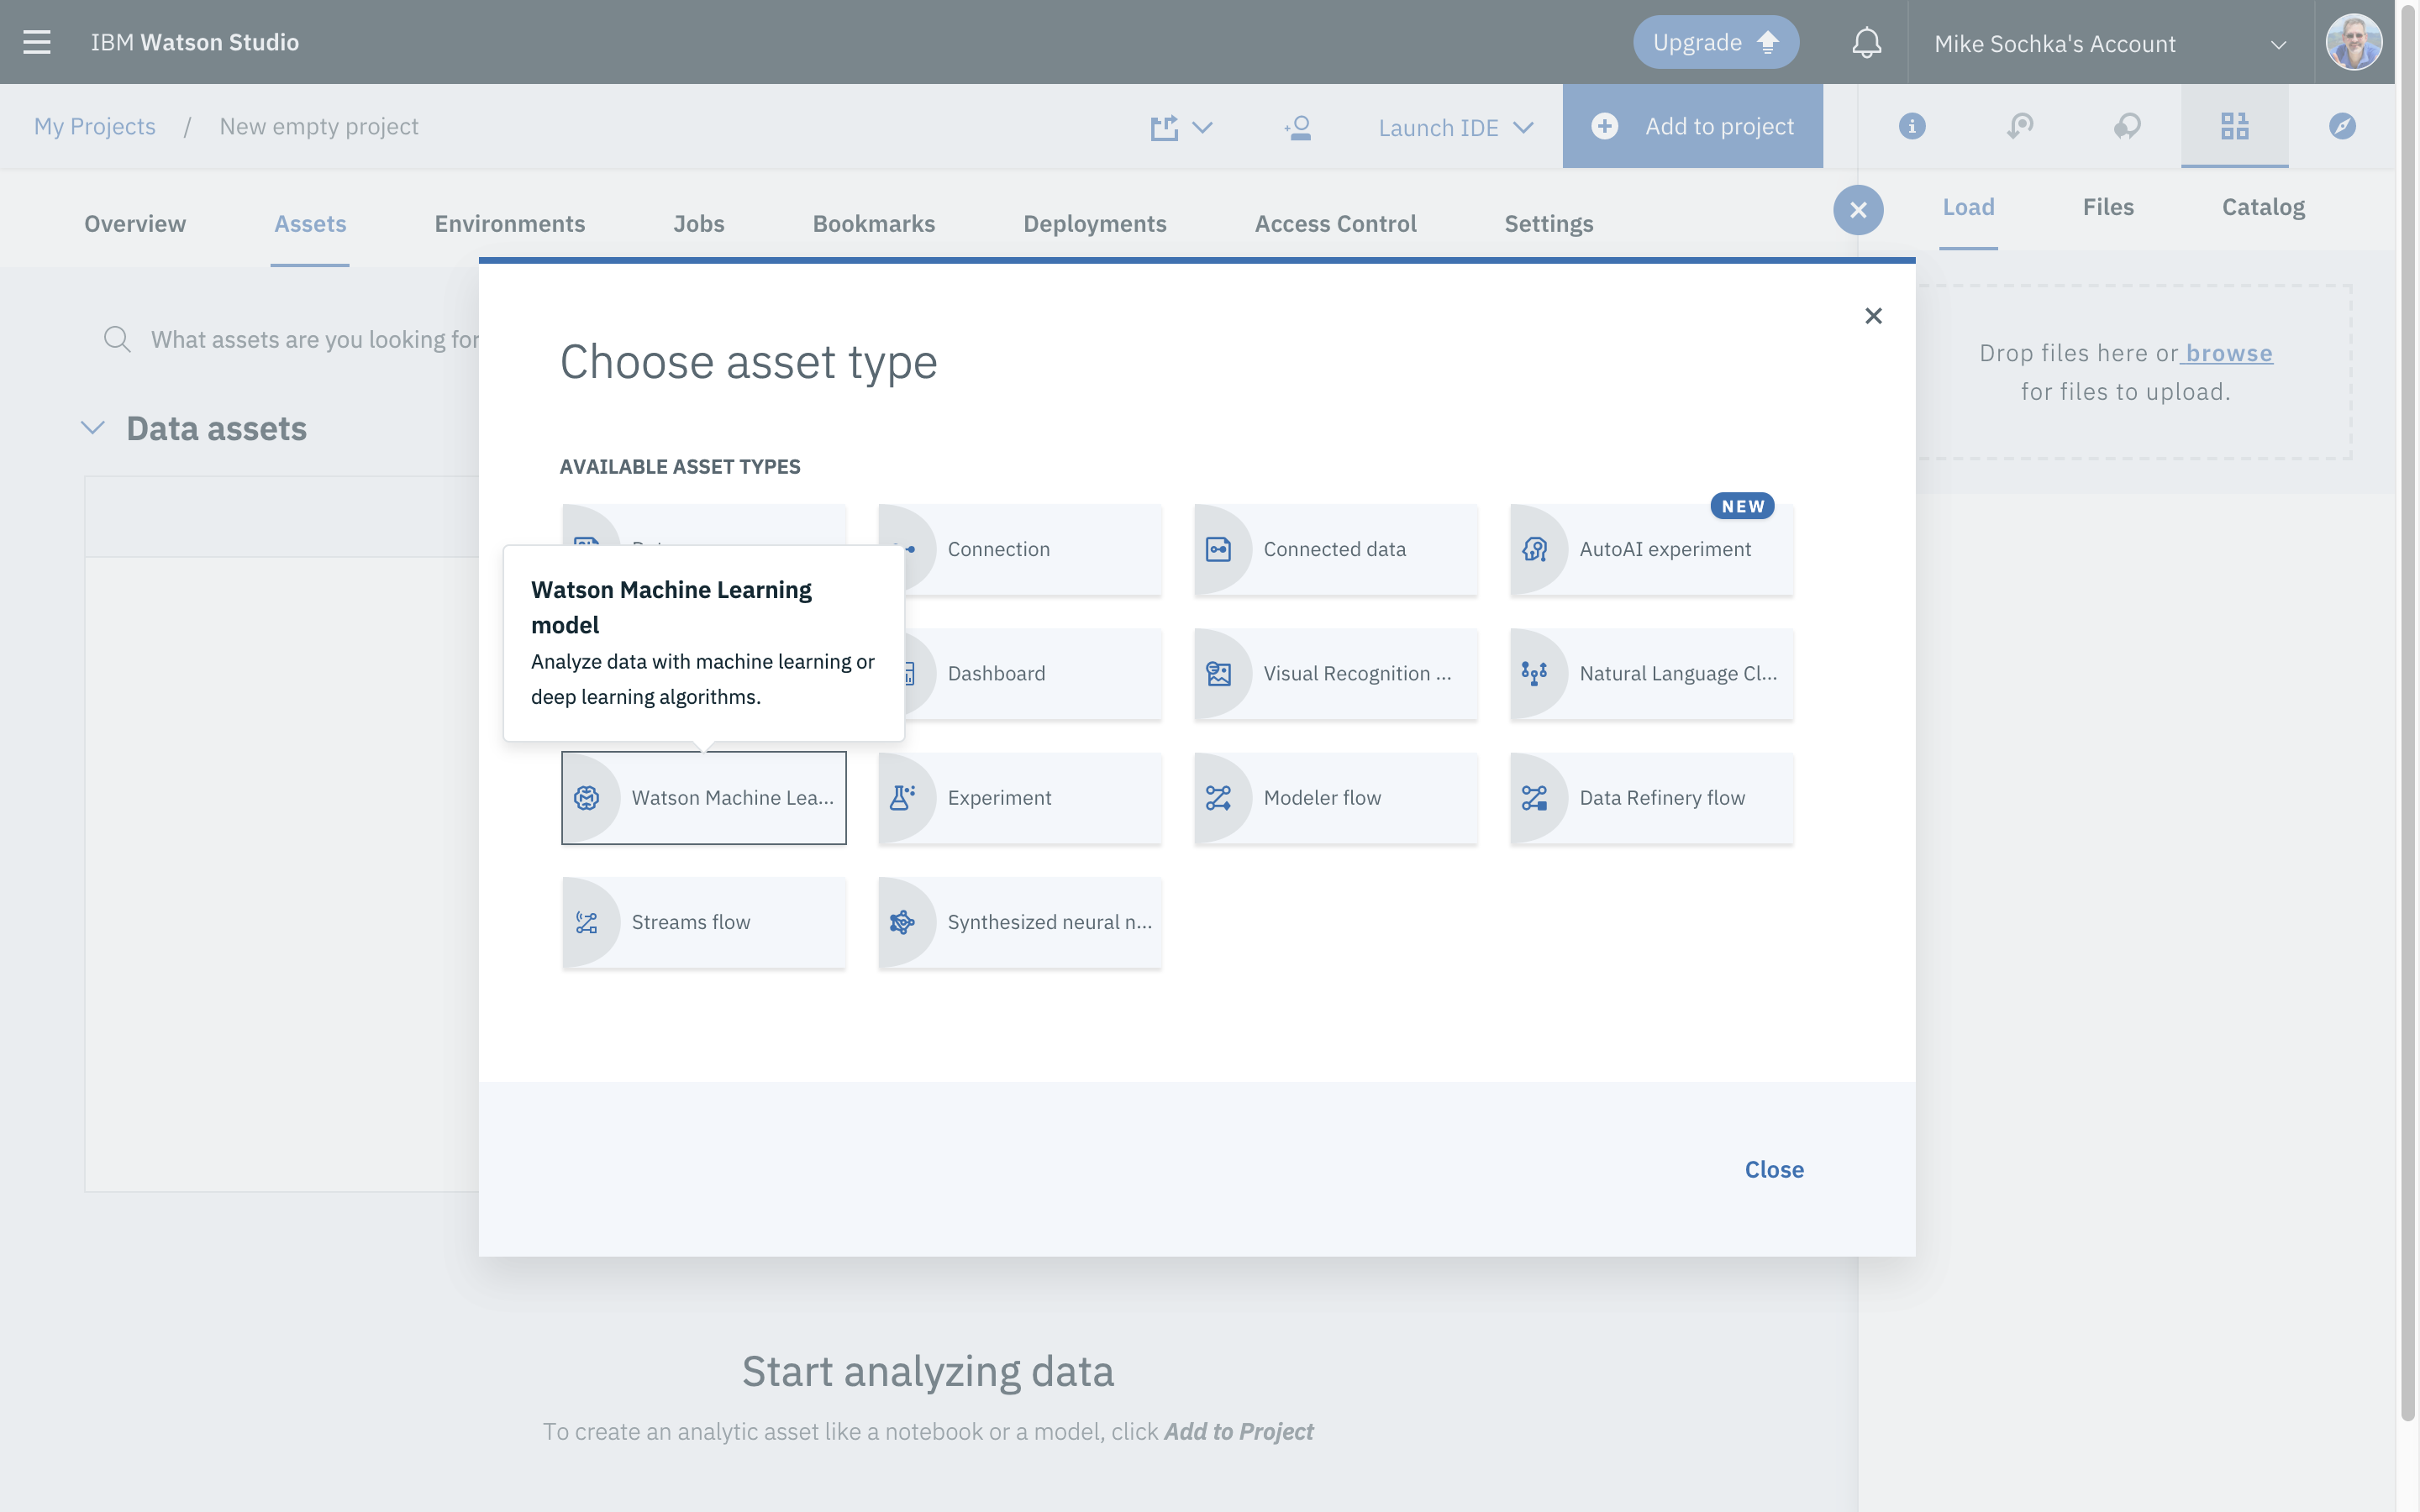 IBM Watson Studio
Upgrade
Mike Sochka's Account
My Projects / New empty project
Launch IDE
Add to project
Overview
Assets
Environments
Jobs
Bookmarks
Deployments
Access Control
Settings
Load
Files
Catalog
What assets are you looking for
Drop files here or browse
for files to upload.
Data assets
Choose asset type
AVAILABLE ASSET TYPES
NEW
Connection
Connected data
AutoAI experiment
Watson Machine Learning
model
Analyze data with machine learning or
deep learning algorithms.
Dashboard
Visual Recognition ...
Natural Language Cl...
Watson Machine Lea...
Experiment
Modeler flow
Data Refinery flow
Streams flow
Synthesized neural n...
Close
Start analyzing data
To create an analytic asset like a notebook or a model, click Add to Project